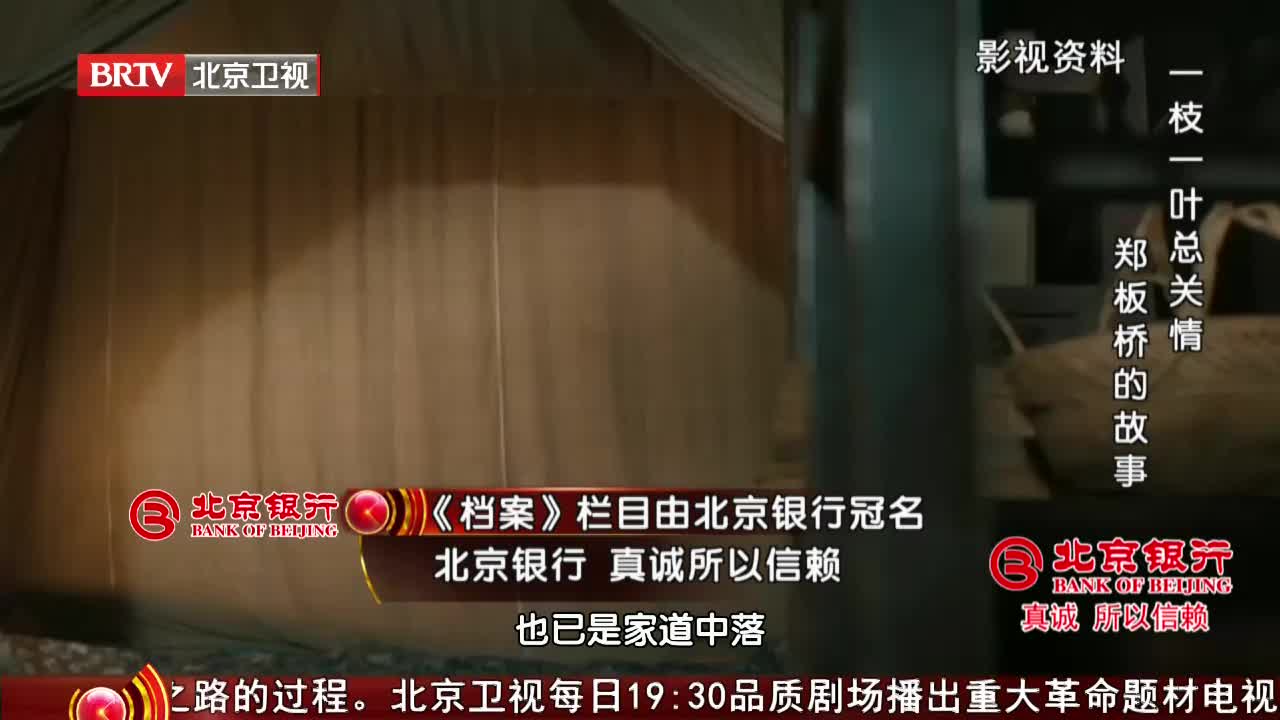 BRTV 北京卫视
影视资料
一枝一叶总关情
郑板桥的故事
北京银行
BANK OF BEIJING
《档案》栏目由北京银行冠名
北京银行 真诚所以信赖
北京银行
BANK OF BEIJING
真诚 所以信赖
也已是家道中落
之路的过程。北京卫视每日19:30品质剧场播出重大革命题材电视